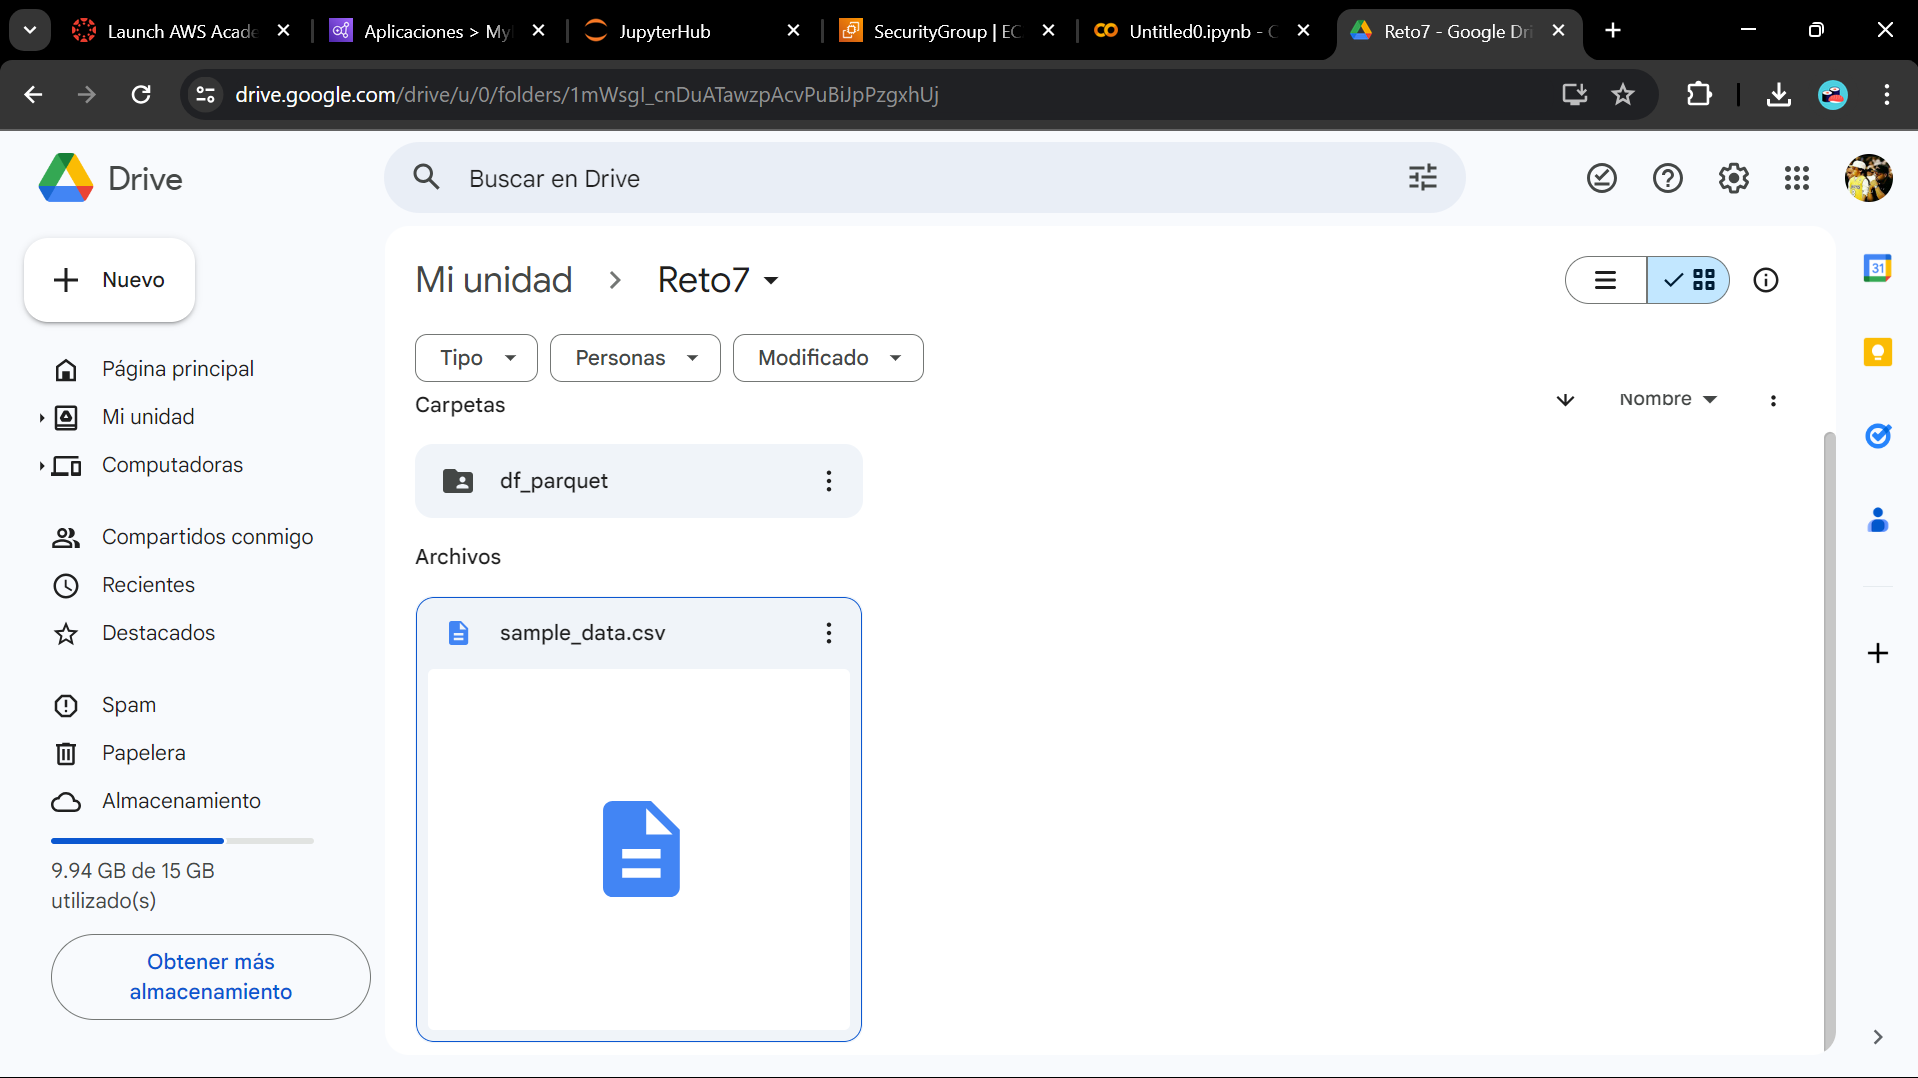 Launch AWS Acade
Aplicaciones > My
JupyterHub
SecurityGroup | EC
Untitled0.ipynb - C
Reto7 - Google Dri
drive.google.com/drive/u/0/folders/1mWsgI_cnDuATawzpAcvPuBiJpPzgxhUj
Drive
Buscar en Drive
Nuevo
Mi unidad
Reto7
Tipo
Personas
Modificado
Carpetas
Nombre
df_parquet
Archivos
sample_data.csv
Página principal
Mi unidad
Computadoras
Compartidos conmigo
Recientes
Destacados
Spam
Papelera
Almacenamiento
9.94 GB de 15 GB
utilizado(s)
Obtener más
almacenamiento
31